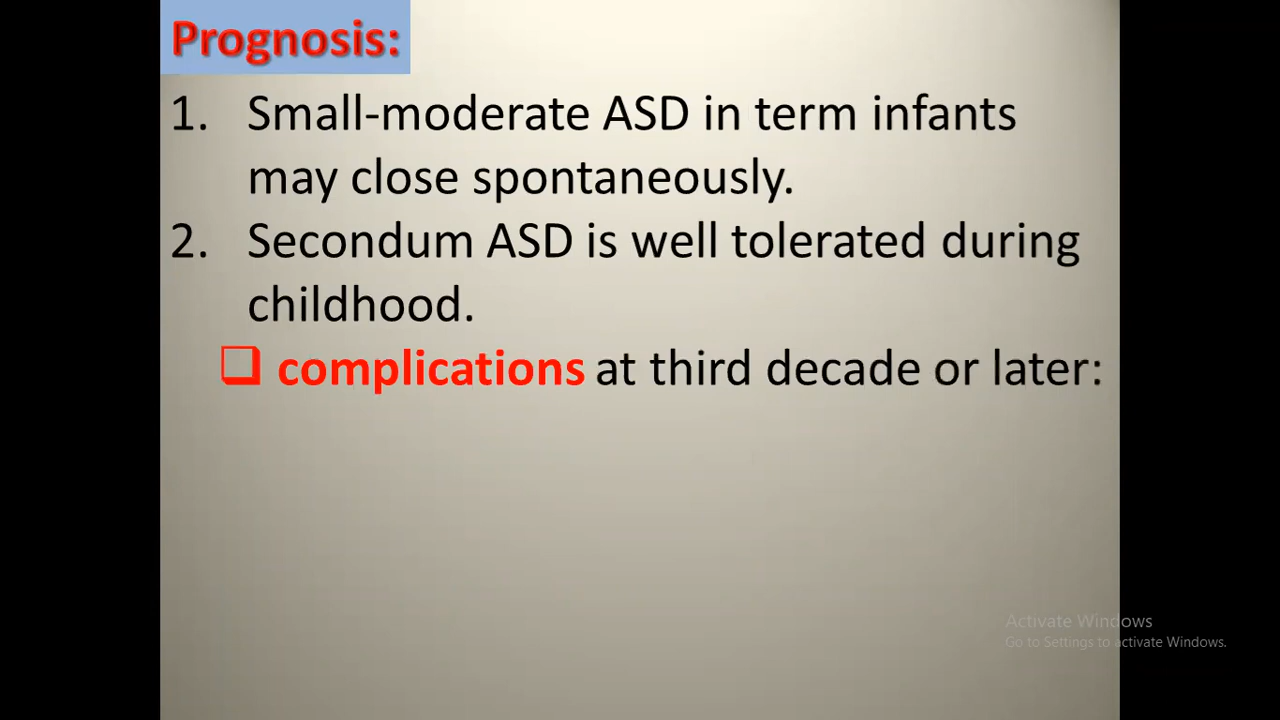 Prognosis:
1. Small-moderate ASD in term infants
may close spontaneously.
2. Secondum ASD is well tolerated during
childhood.
❑ complications at third decade or later:
Activate Windows
Go to Settings to activate Windows.